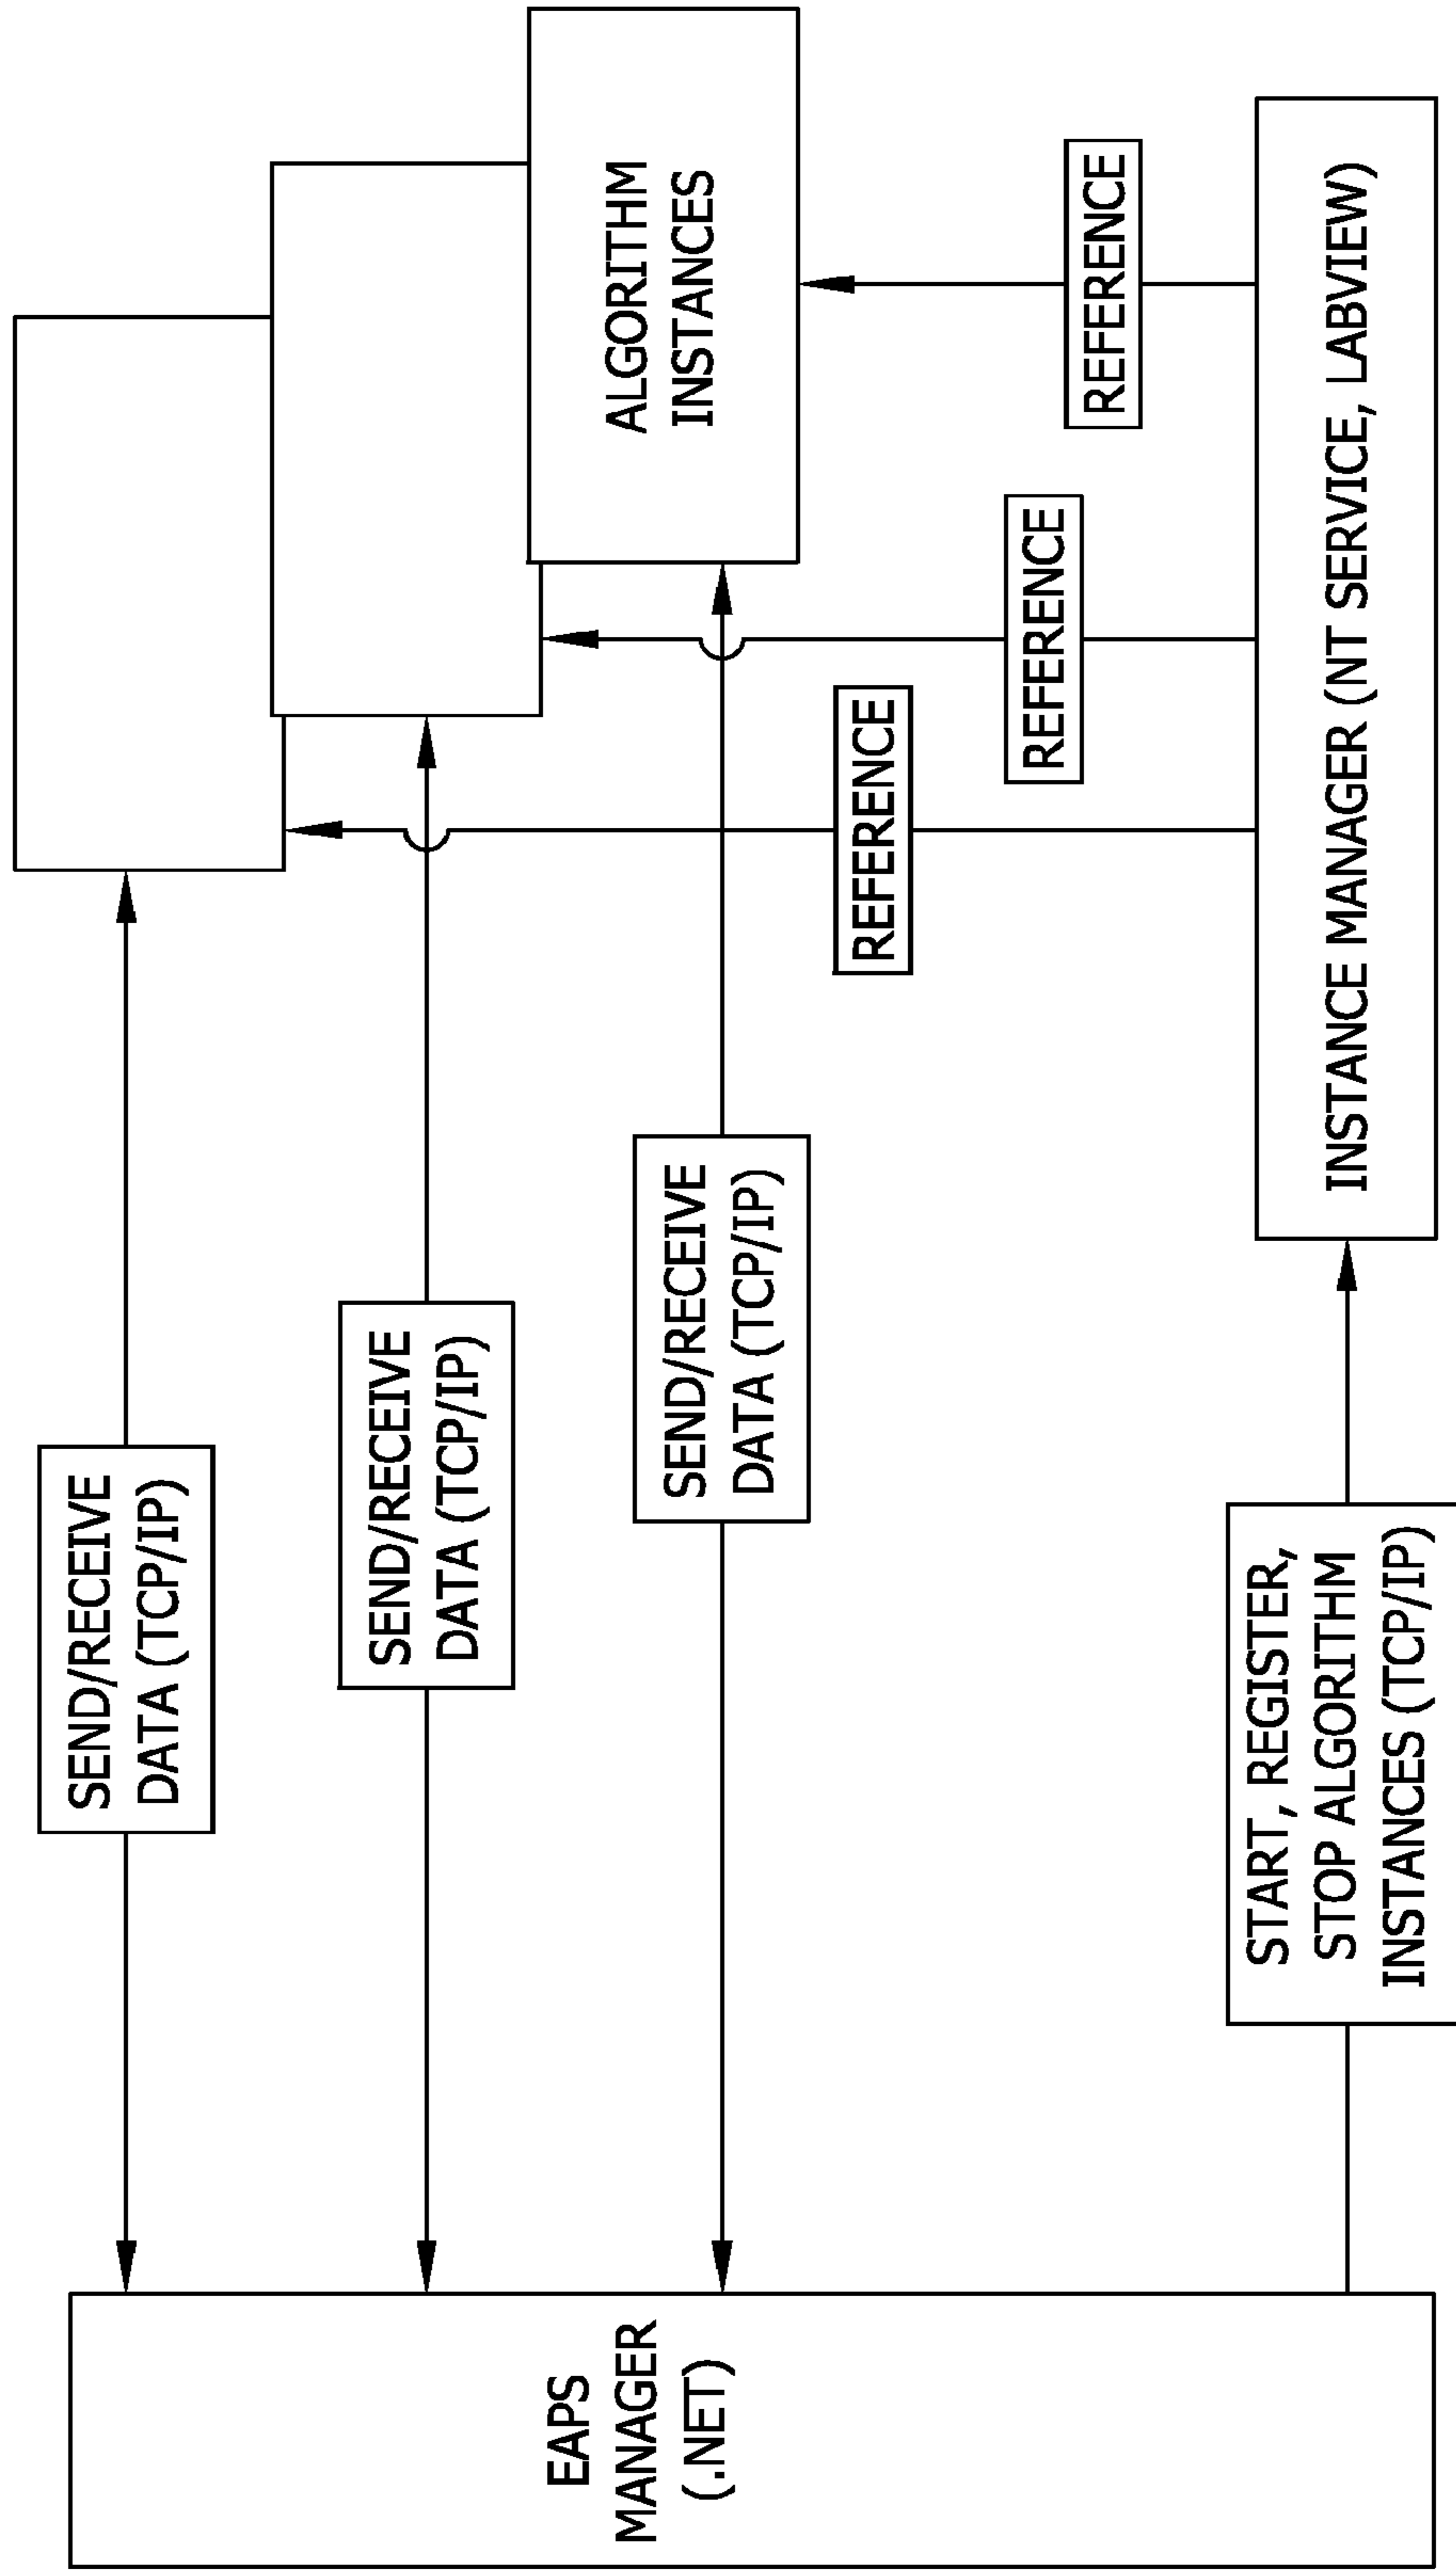 EAPS
MANAGER
(.NET)
SEND/RECEIVE
DATA (TCP/IP)
SEND/RECEIVE
DATA (TCP/IP)
SEND/RECEIVE
DATA (TCP/IP)
START, REGISTER,
STOP ALGORITHM
INSTANCES (TCP/IP)
ALGORITHM
INSTANCES
REFERENCE
REFERENCE
REFERENCE
INSTANCE MANAGER (NT SERVICE, LABVIEW)